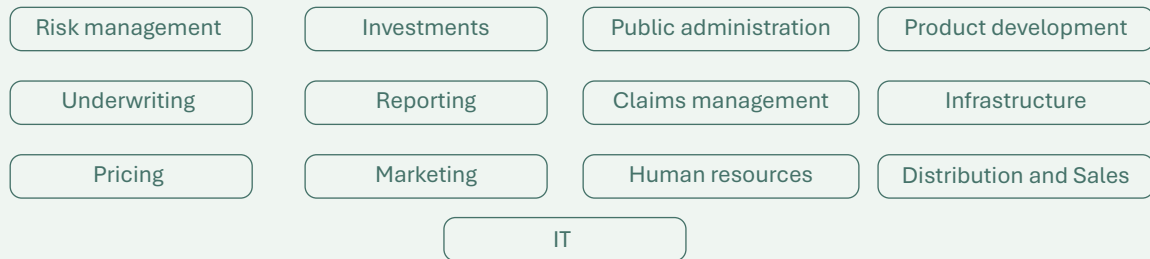 Risk management
Investments
Public administration
Product development
Underwriting
Reporting
Claims management
Infrastructure
Pricing
Marketing
Human resources
Distribution and Sales
IT